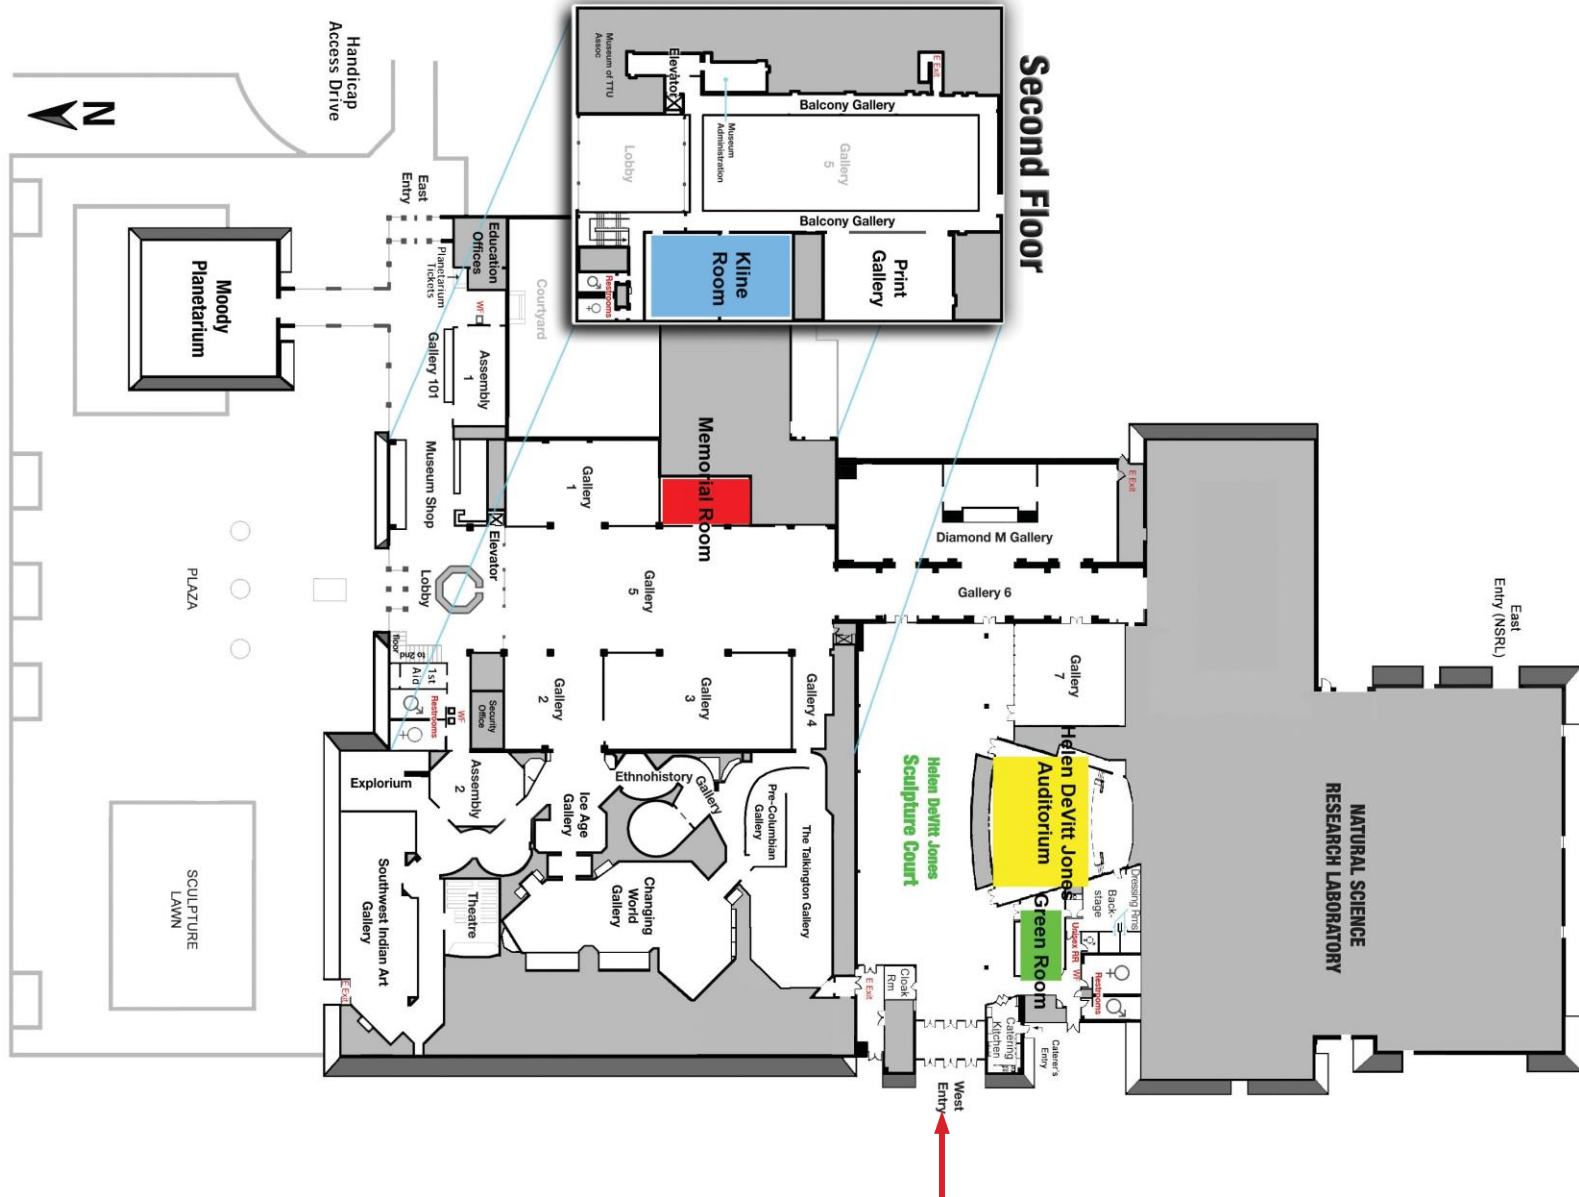 Second Floor
Museum of TTU
Assoc
Elevator
E Exit
Balcony Gallery
Museum
Administration
Lobby
Gallery
5
Balcony Gallery
Kline
Room
Print
Gallery
Restrooms
Handicap
Access Drive
N
East
Entry
Education
Offices
Planetarium
Tickets
Moody
Planetarium
WF
Courtyard
Gallery 101
Assembly
1
Museum Shop
Elevator
Gallery
1
Memorial Room
E Exit
Diamond M Gallery
PLAZA
Lobby
Gallery
5
Gallery 6
East
Entry (NSRL)
to 2nd
floor
1st
Aid
Restrooms
WF
Security
Office
Gallery
2
Gallery
3
Gallery 4
Gallery
7
Explorium
Assembly
2
Ice Age
Gallery
Ethnohistory
Gallery
Pre-Columbian
Gallery
The Talkington Gallery
Helen DeVitt Jones
Sculpture Court
Helen DeVitt Jones
Auditorium
NATURAL SCIENCE
RESEARCH LABORATORY
SCULPTURE
LAWN
Southwest Indian Art
Gallery
Theatre
Changing
World
Gallery
Dressing Rms
Back-
stage
Green Room
Unisex RR
WF
Restrooms
E Exit
E Exit
Cloak
Rm
Catering
Kitchen
Caterer's
Entry
West
Entry